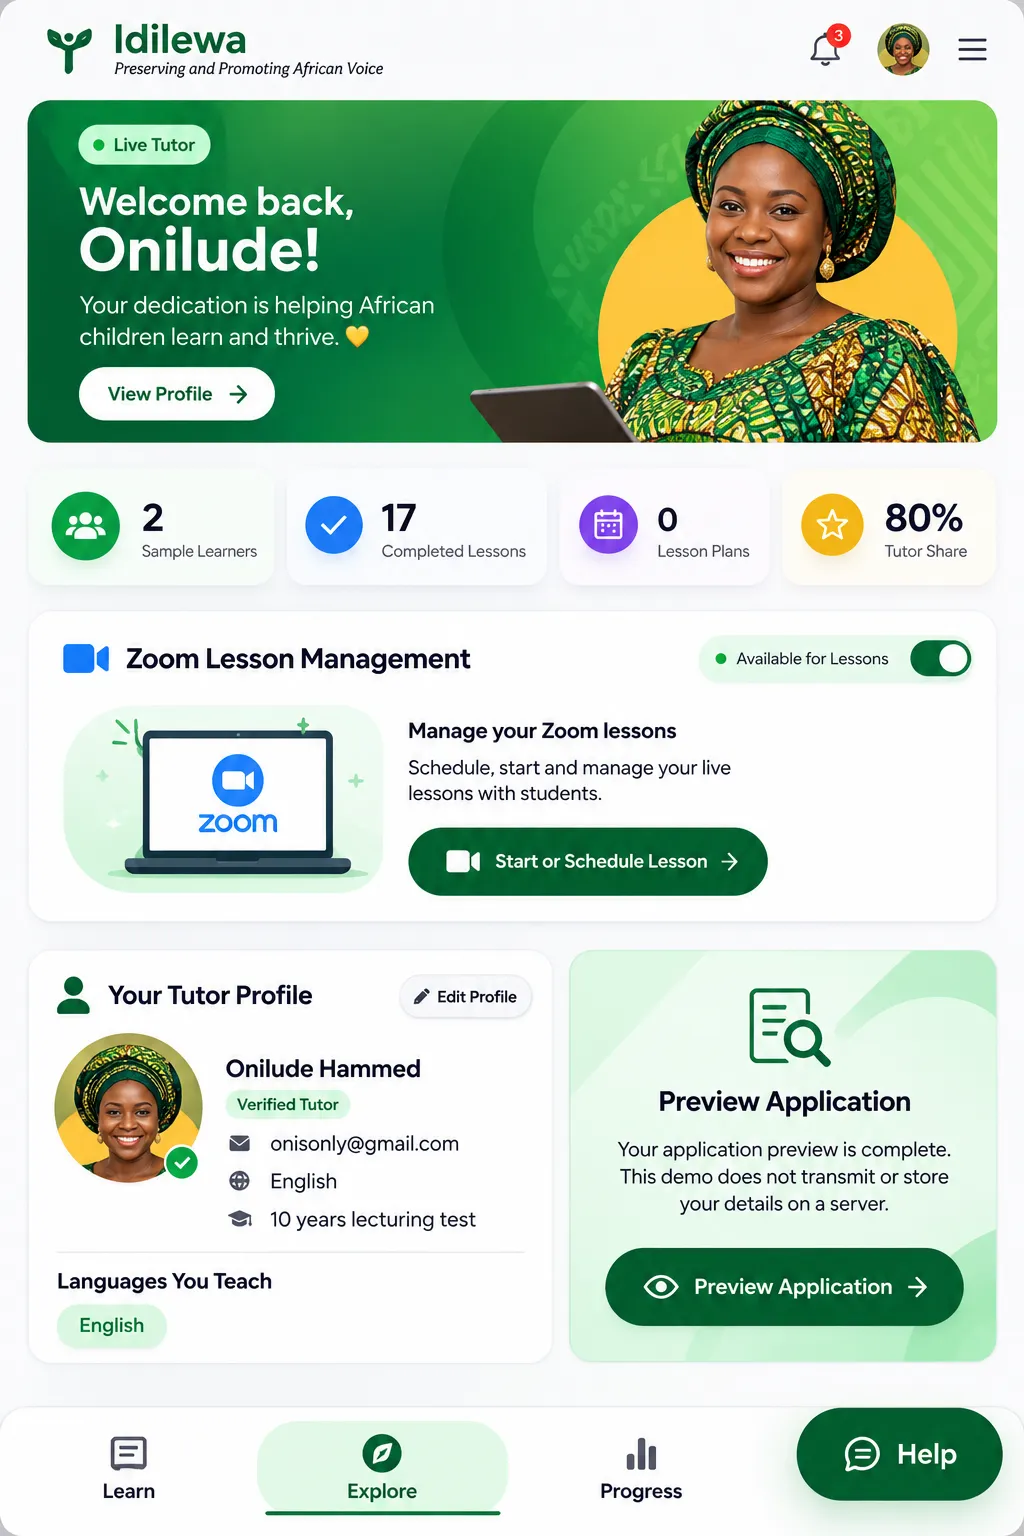 Idilewa
Preserving and Promoting African Voice
3
Live Tutor
Welcome back,
Onilude!
Your dedication is helping African
children learn and thrive. 💛
View Profile →
2
Sample Learners
17
Completed Lessons
0
Lesson Plans
80%
Tutor Share
Zoom Lesson Management
Available for Lessons
zoom
Manage your Zoom lessons
Schedule, start and manage your live
lessons with students.
Start or Schedule Lesson →
Your Tutor Profile
Edit Profile
Onilude Hammed
Verified Tutor
onisonly@gmail.com
English
10 years lecturing test
Languages You Teach
English
Preview Application
Your application preview is complete.
This demo does not transmit or store
your details on a server.
Preview Application →
Learn
Explore
Progress
Help